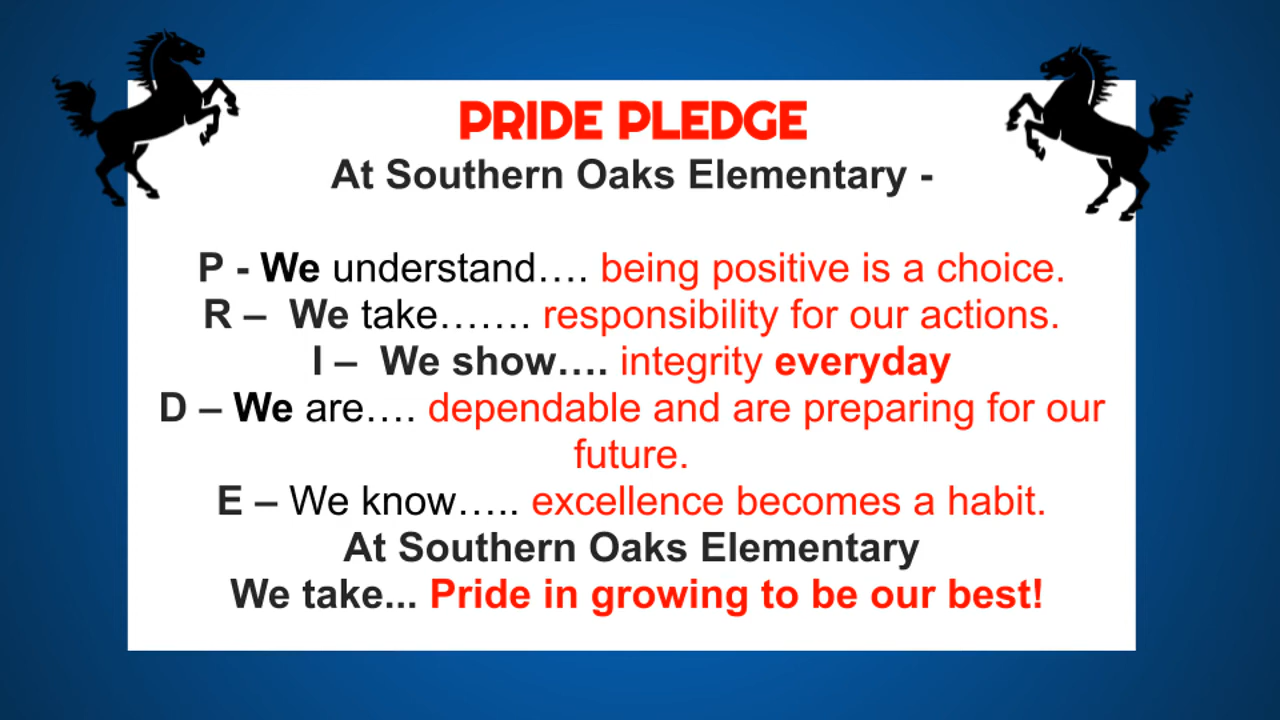 PRIDE PLEDGE
At Southern Oaks Elementary -
P - We understand…. being positive is a choice.
R – We take……. responsibility for our actions.
I – We show…. integrity everyday
D – We are…. dependable and are preparing for our
future.
E – We know….. excellence becomes a habit.
At Southern Oaks Elementary
We take... Pride in growing to be our best!